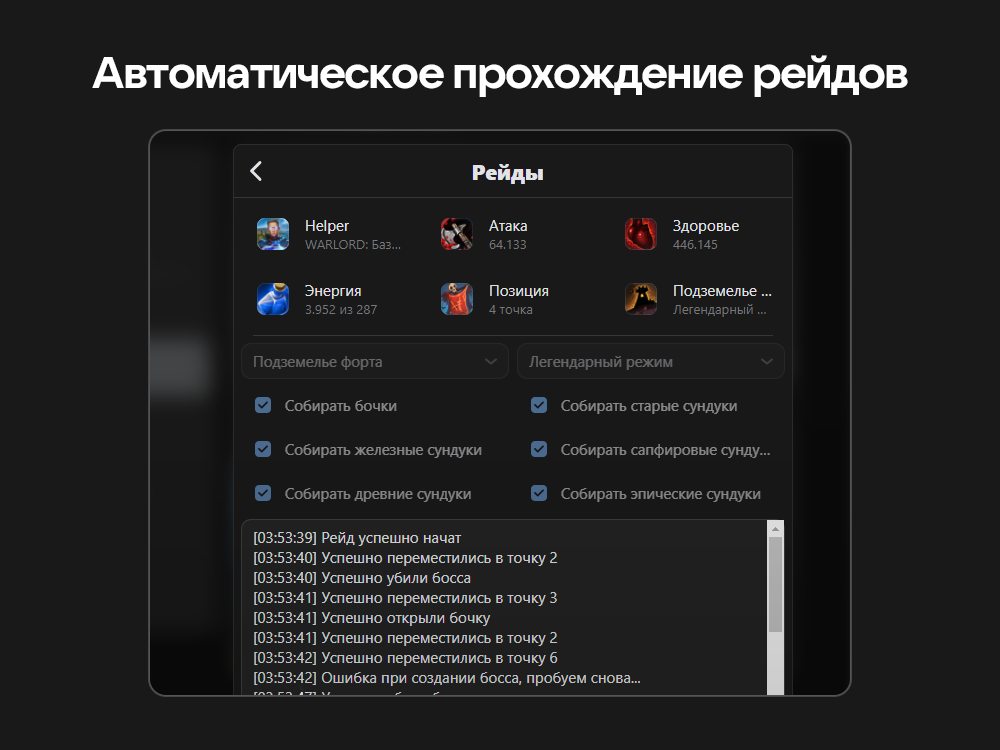 Автоматическое прохождение рейдов
Рейды
Helper
WARLORD: Баз...
Атака
64.133
Здоровье
446.145
Энергия
3.952 из 287
Позиция
4 точка
Подземелье ...
Легендарный ...
Подземелье форта
Легендарный режим
Собирать бочки
Собирать старые сундуки
Собирать железные сундуки
Собирать сапфировые сунду...
Собирать древние сундуки
Собирать эпические сундуки
[03:53:39] Рейд успешно начат
[03:53:40] Успешно переместились в точку 2
[03:53:40] Успешно убили босса
[03:53:41] Успешно переместились в точку 3
[03:53:41] Успешно открыли бочку
[03:53:41] Успешно переместились в точку 2
[03:53:42] Успешно переместились в точку 6
[03:53:42] Ошибка при создании босса, пробуем снова...